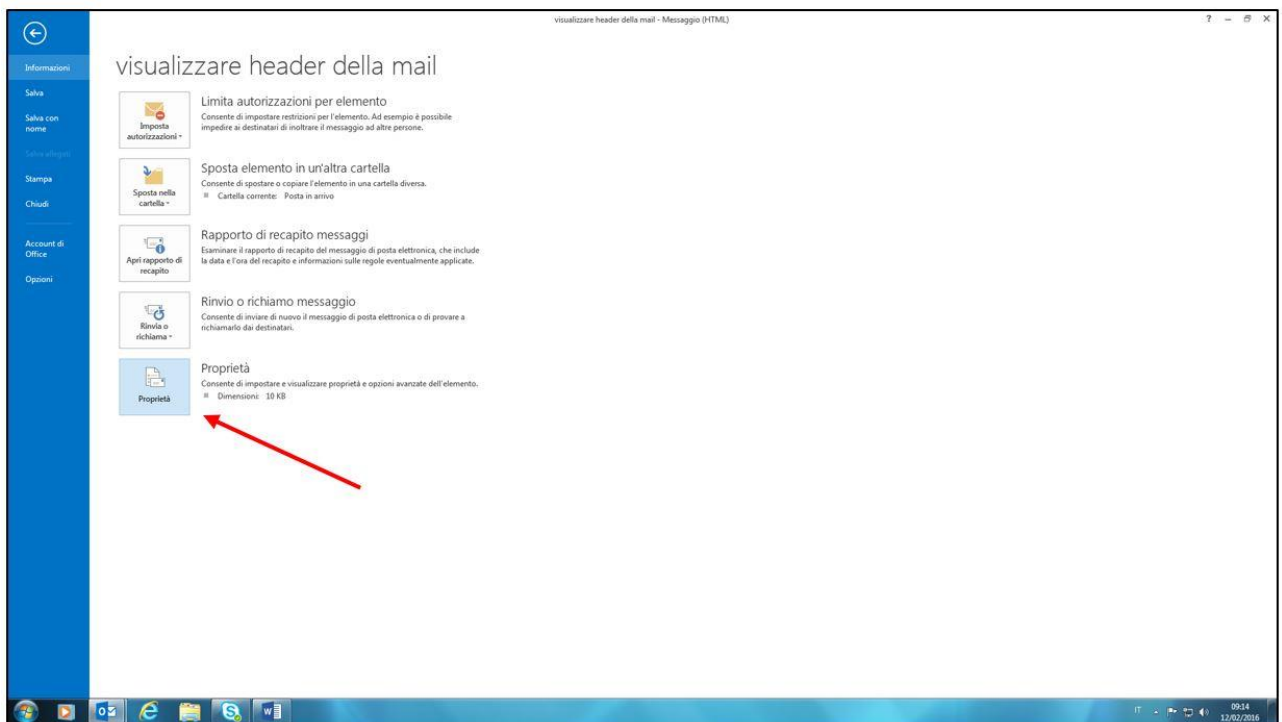 visualizzare header della mail - Messaggio (HTML)
Informazioni
Salva
Salva con
nome
Salva allegati
Stampa
Chiudi
Account di
Office
Opzioni
visualizzare header della mail
Imposta
autorizzazioni
Limita autorizzazioni per elemento
Consente di impostare restrizioni per l'elemento. Ad esempio è possibile
impedire ai destinatari di inoltrare il messaggio ad altre persone.
Sposta nella
cartella
Sposta elemento in un'altra cartella
Consente di spostare o copiare l'elemento in una cartella diversa.
Cartella corrente: Posta in arrivo
Apri rapporto di
recapito
Rapporto di recapito messaggi
Esaminare il rapporto di recapito del messaggio di posta elettronica, che include
la data e l'ora del recapito e informazioni sulle regole eventualmente applicate.
Rinvia o
richiama
Rinvio o richiamo messaggio
Consente di inviare di nuovo il messaggio di posta elettronica o di provare a
richiamarlo dai destinatari.
Proprietà
Proprietà
Consente di impostare e visualizzare proprietà e opzioni avanzate dell'elemento.
Dimensioni: 10 KB
IT
09:14
12/02/2016